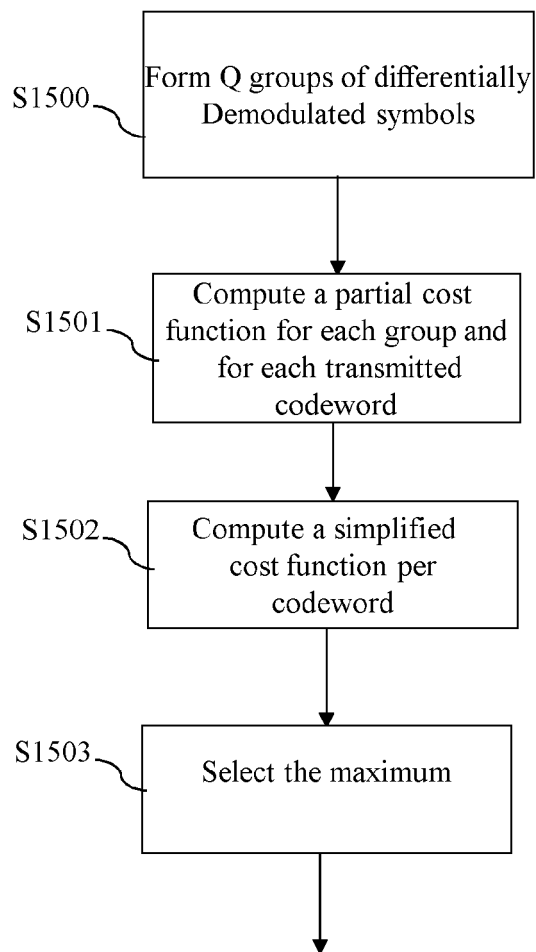 S1500
Form Q groups of differentially
Demodulated symbols
S1501
Compute a partial cost
function for each group and
for each transmitted
codeword
S1502
Compute a simplified
cost function per
codeword
S1503
Select the maximum